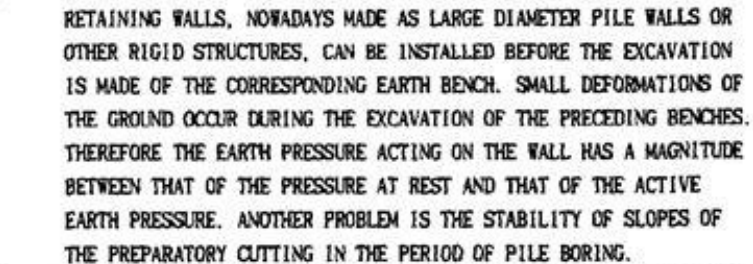 RETAINING WALLS, NOWADAYS MADE AS LARGE DIAMETER PILE WALLS OR
OTHER RIGID STRUCTURES, CAN BE INSTALLED BEFORE THE EXCAVATION
IS MADE OF THE CORRESPONDING EARTH BENCH. SMALL DEFORMATIONS OF
THE GROUND OCCUR DURING THE EXCAVATION OF THE PRECEDING BENCHES.
THEREFORE THE EARTH PRESSURE ACTING ON THE WALL HAS A MAGNITUDE
BETWEEN THAT OF THE PRESSURE AT REST AND THAT OF THE ACTIVE
EARTH PRESSURE. ANOTHER PROBLEM IS THE STABILITY OF SLOPES OF
THE PREPARATORY CUTTING IN THE PERIOD OF PILE BORING.